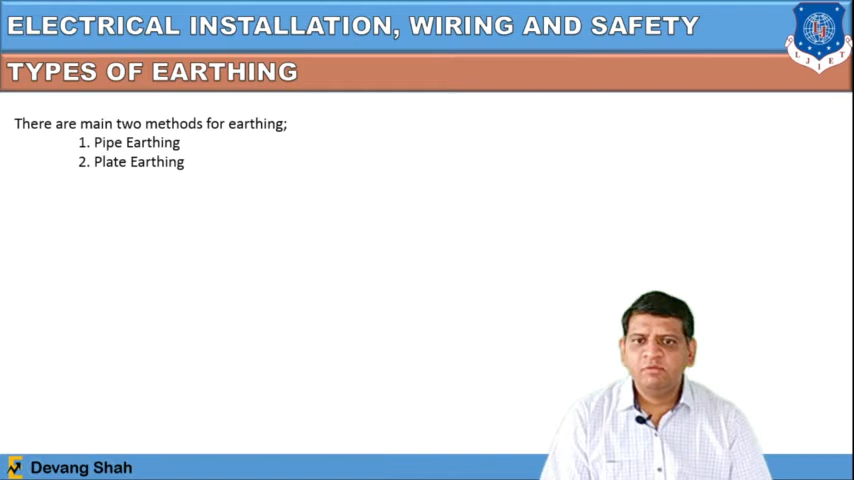 ELECTRICAL INSTALLATION, WIRING AND SAFETY
LJIET
TYPES OF EARTHING
There are main two methods for earthing;
1. Pipe Earthing
2. Plate Earthing
Devang Shah